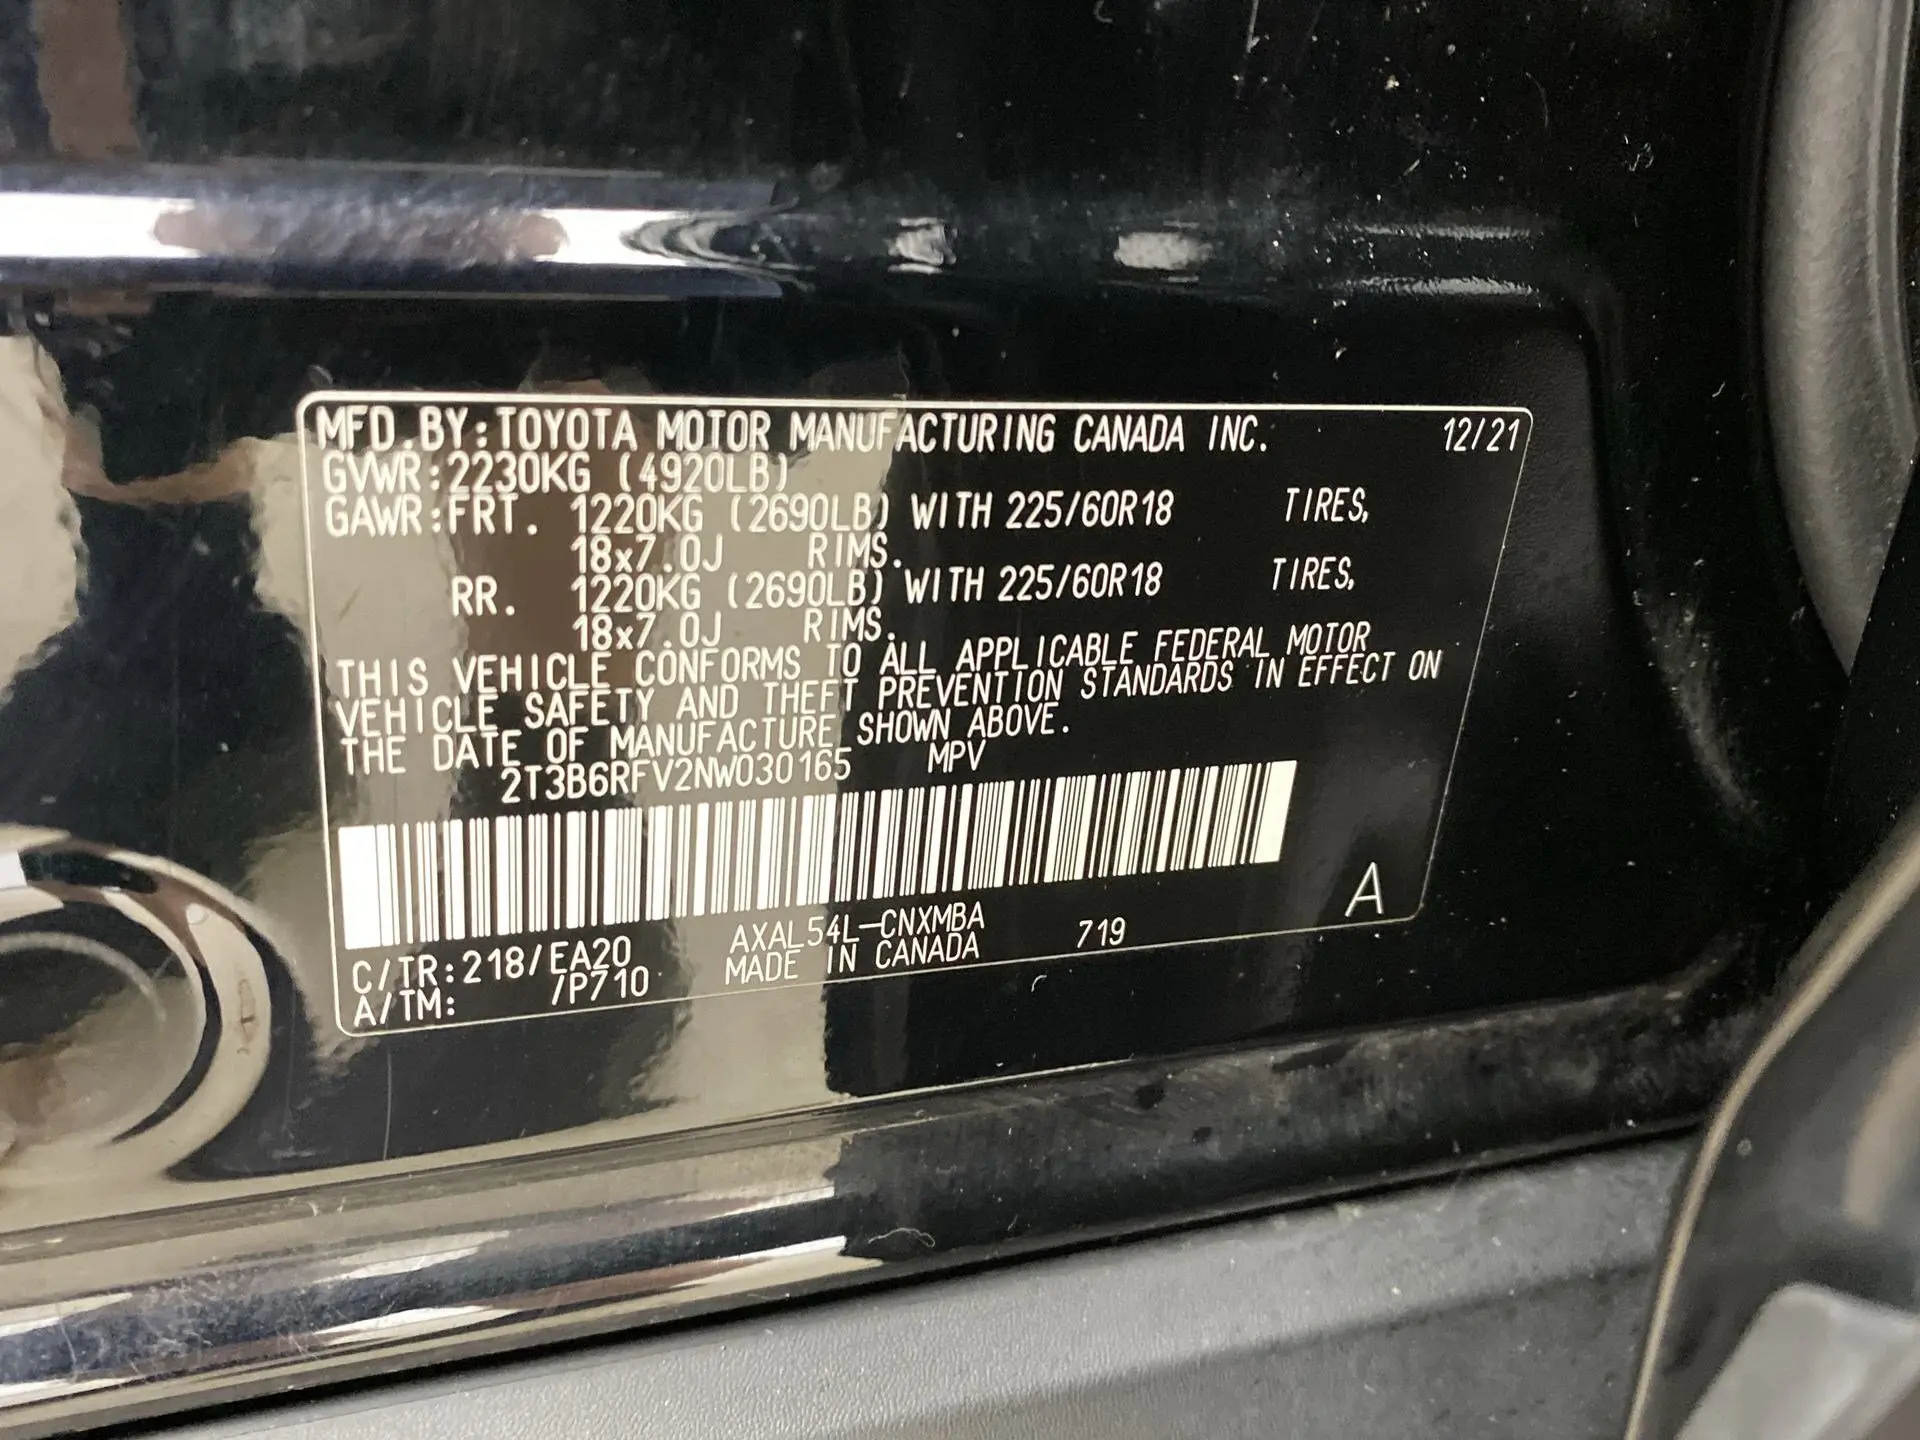 MFD.BY:TOYOTA MOTOR MANUFACTURING CANADA INC. 12/21
GVWR:2230KG (4920LB)
GAWR:FRT. 1220KG (2690LB) WITH 225/60R18 TIRES,
18x7.0J RIMS.
RR. 1220KG (2690LB) WITH 225/60R18 TIRES,
18x7.0J RIMS.
THIS VEHICLE CONFORMS TO ALL APPLICABLE FEDERAL MOTOR
VEHICLE SAFETY AND THEFT PREVENTION STANDARDS IN EFFECT ON
THE DATE OF MANUFACTURE SHOWN ABOVE.
2T3B6RFV2NW030165 MPV
A
C/TR:218/EA20 AXAL54L-CNXMBA 719
A/TM: /P710 MADE IN CANADA